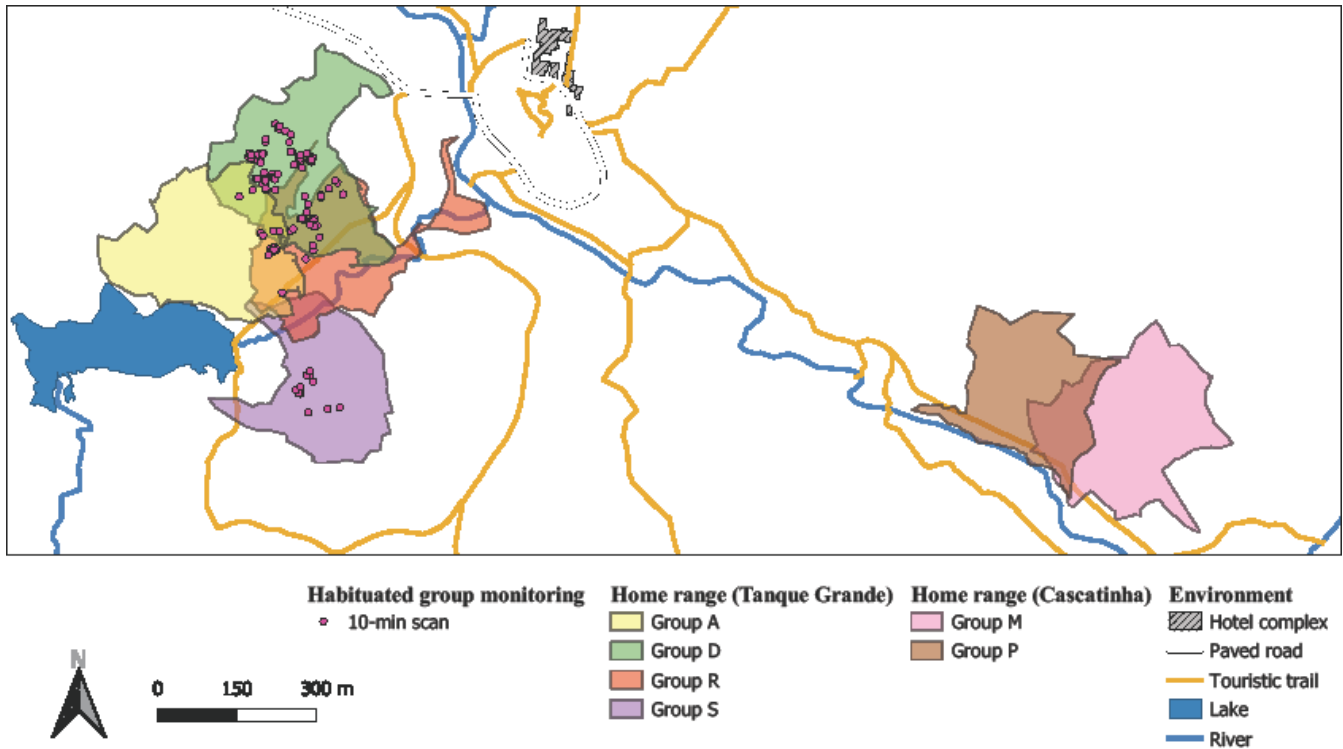 Habituated group monitoring
10-min scan
Home range (Tanque Grande)
Group A
Group D
Group R
Group S
Home range (Cascatinha)
Group M
Group P
Environment
Hotel complex
Paved road
Touristic trail
Lake
River
N
0 150 300 m